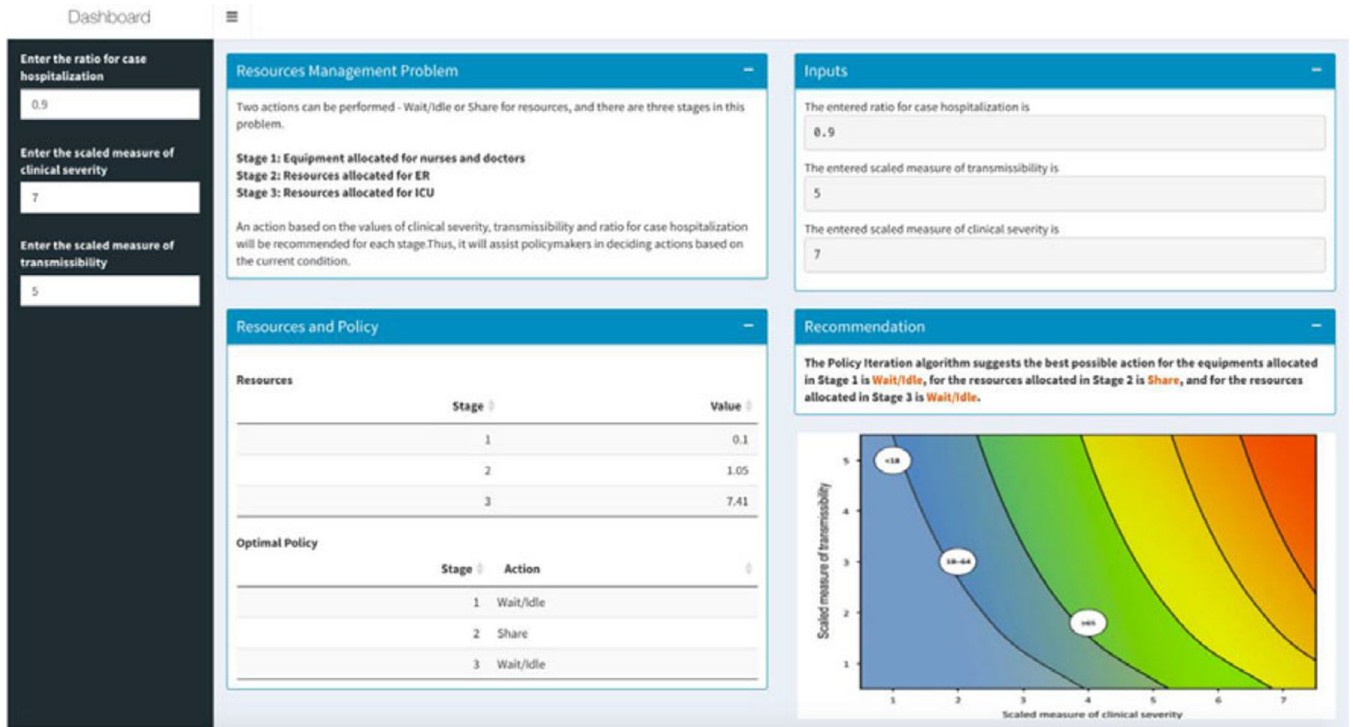 Dashboard
Enter the ratio for case
hospitalization
0.9
Enter the scaled measure of
clinical severity
7
Enter the scaled measure of
transmissibility
5
Resources Management Problem
Two actions can be performed - Wait/Idle or Share for resources, and there are three stages in this
problem.
Stage 1: Equipment allocated for nurses and doctors
Stage 2: Resources allocated for ER
Stage 3: Resources allocated for ICU
An action based on the values of clinical severity, transmissibility and ratio for case hospitalization
will be recommended for each stage.Thus, it will assist policymakers in deciding actions based on
the current condition.
Inputs
The entered ratio for case hospitalization is
0.9
The entered scaled measure of transmissibility is
5
The entered scaled measure of clinical severity is
7
Resources and Policy
Resources
Stage Value
1 0.1
2 1.05
3 7.41
Optimal Policy
Stage Action
1 Wait/Idle
2 Share
3 Wait/Idle
Recommendation
The Policy Iteration algorithm suggests the best possible action for the equipments allocated
in Stage 1 is Wait/Idle, for the resources allocated in Stage 2 is Share, and for the resources
allocated in Stage 3 is Wait/Idle.
Scaled measure of transmissibility
5
4
3
2
1
<18
18-64
>65
1 2 3 4 5 6 7
Scaled measure of clinical severity